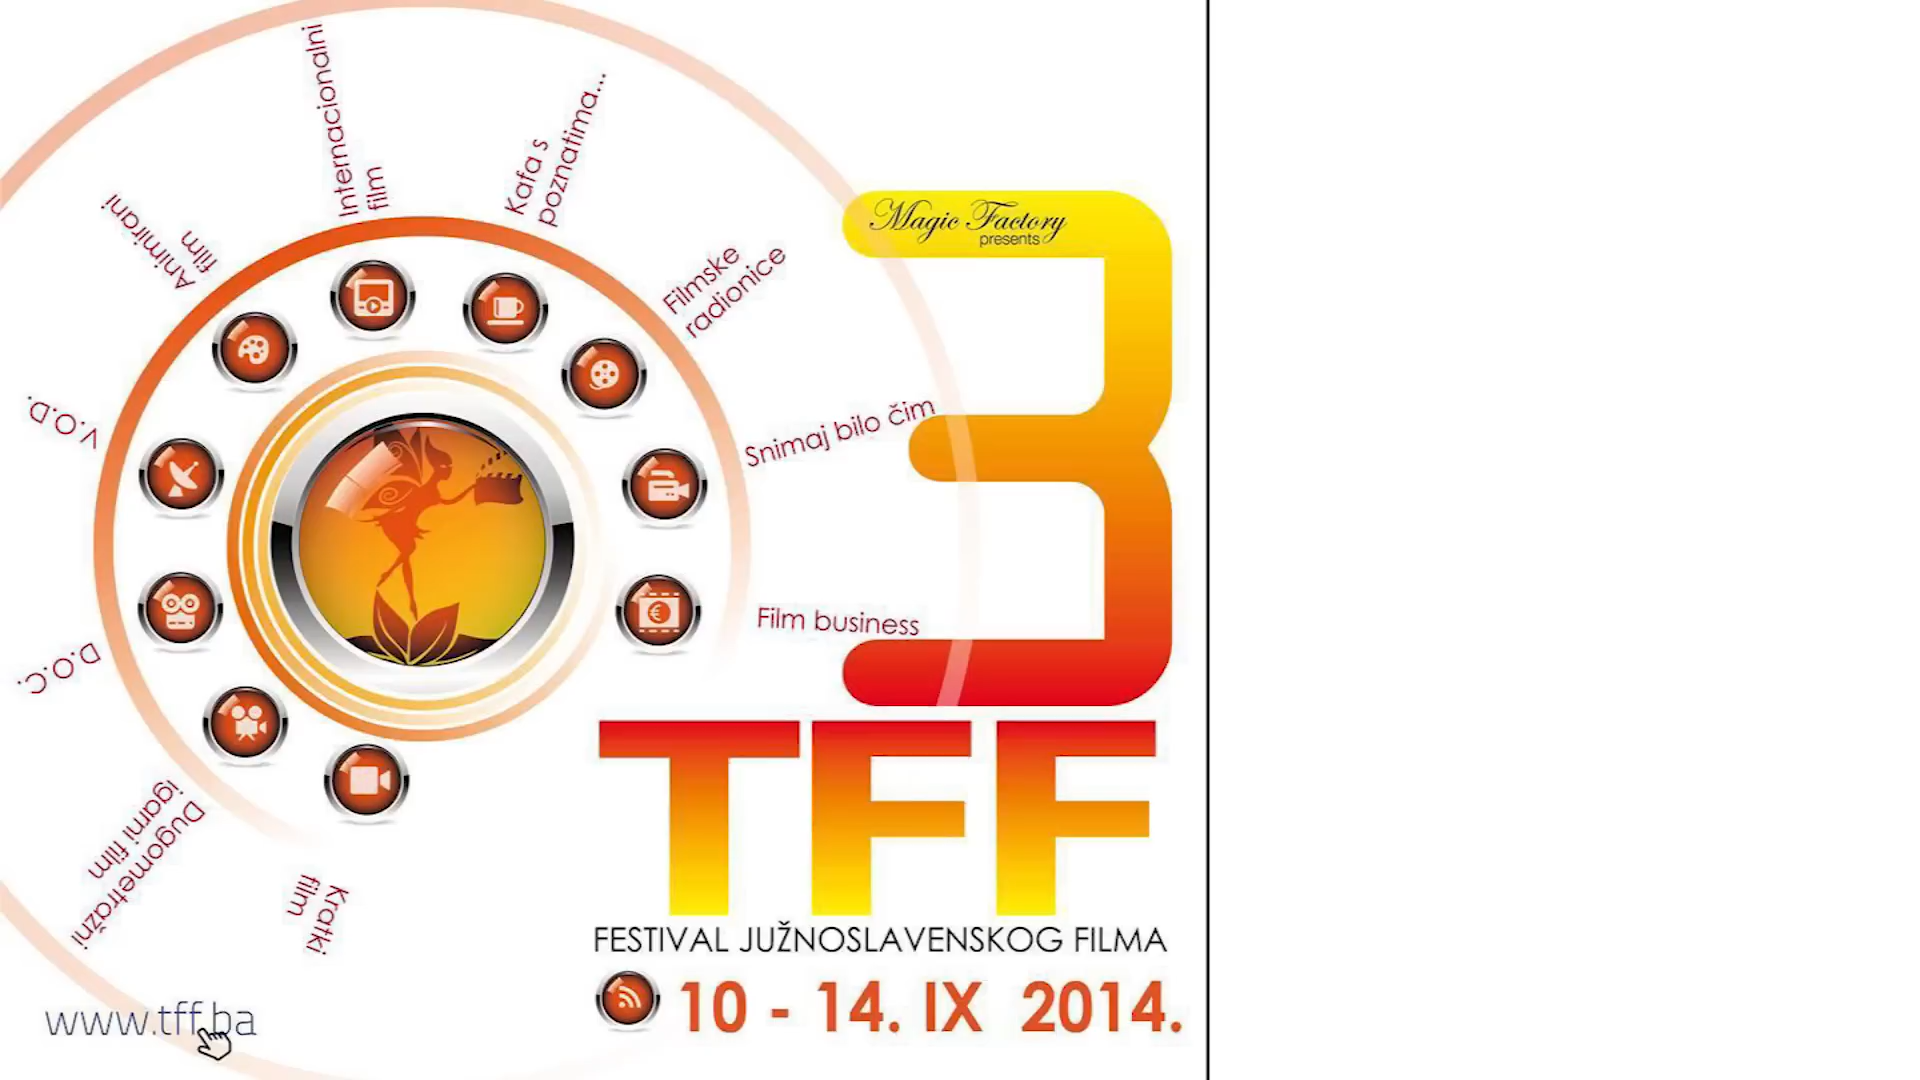 Internacionalni
film
Kafa s
poznatima...
Animirani
film
Filmske
radionice
Magic Factory
presents
V.O.D.
Snimaj bilo čim
Film business
D.O.C.
Dugometražni
igarni film
Kratki
film
3
TFF
FESTIVAL JUŽNOSLAVENSKOG FILMA
10 - 14. IX 2014.
www.tff.ba